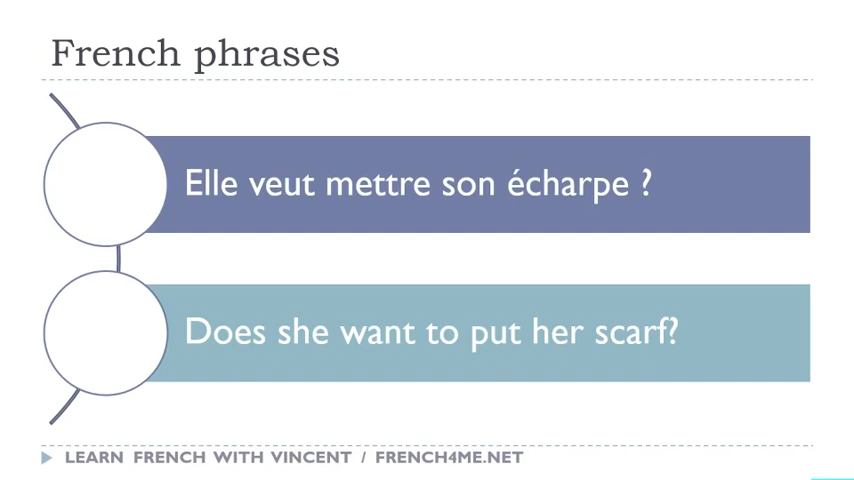 French phrases
Elle veut mettre son écharpe ?
Does she want to put her scarf?
LEARN FRENCH WITH VINCENT / FRENCH4ME.NET